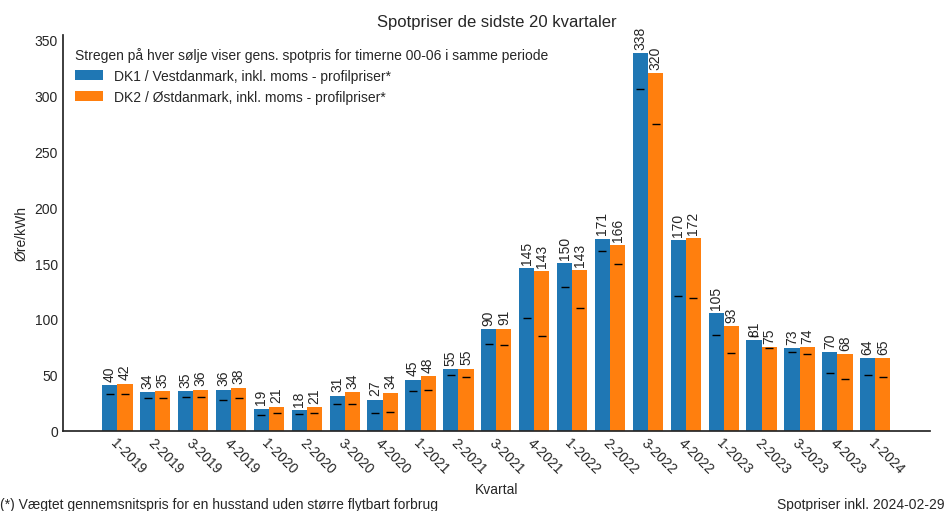 Spotpriser de sidste 20 kvartaler
Stregen på hver sølje viser gens. spotpris for timerne 00-06 i samme periode
DK1 / Vestdanmark, inkl. moms - profilpriser*
DK2 / Østdanmark, inkl. moms - profilpriser*
Øre/kWh
350
300
250
200
150
100
50
0
40 42 34 35 35 36 36 38 19 21 18 21 31 34 27 34 45 48 55 55 90 91 145 143 150 143 171 166 338 320 170 172 105 93 81 75 73 74 70 68 64 65
1-2019 2-2019 3-2019 4-2019 1-2020 2-2020 3-2020 4-2020 1-2021 2-2021 3-2021 4-2021 1-2022 2-2022 3-2022 4-2022 1-2023 2-2023 3-2023 4-2023 1-2024
Kvartal
(*) Vægtet gennemsnitspris for en husstand uden større flytbart forbrug
Spotpriser inkl. 2024-02-29